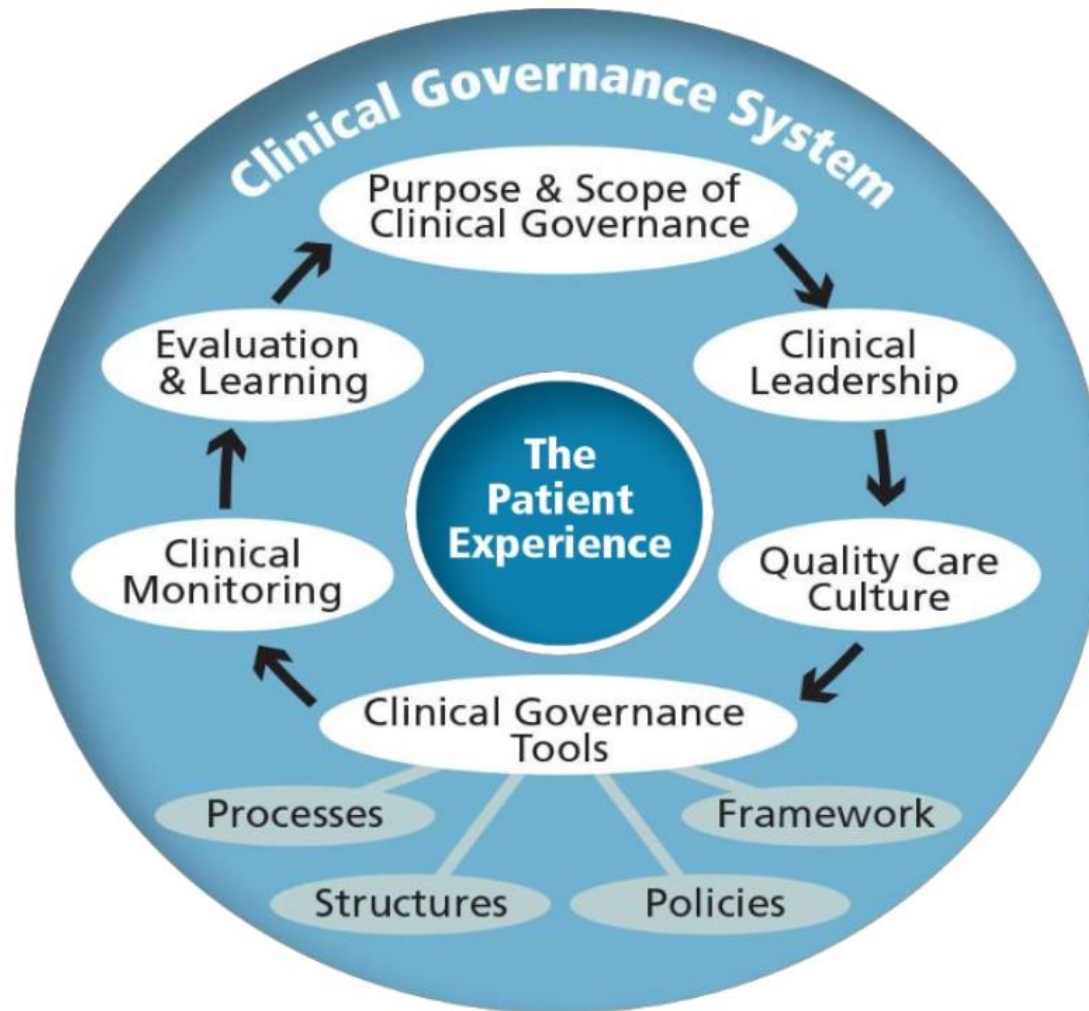 Clinical Governance System
Purpose & Scope of
Clinical Governance
Evaluation
& Learning
Clinical
Leadership
The
Patient
Experience
Clinical
Monitoring
Quality Care
Culture
Clinical Governance
Tools
Processes
Framework
Structures
Policies